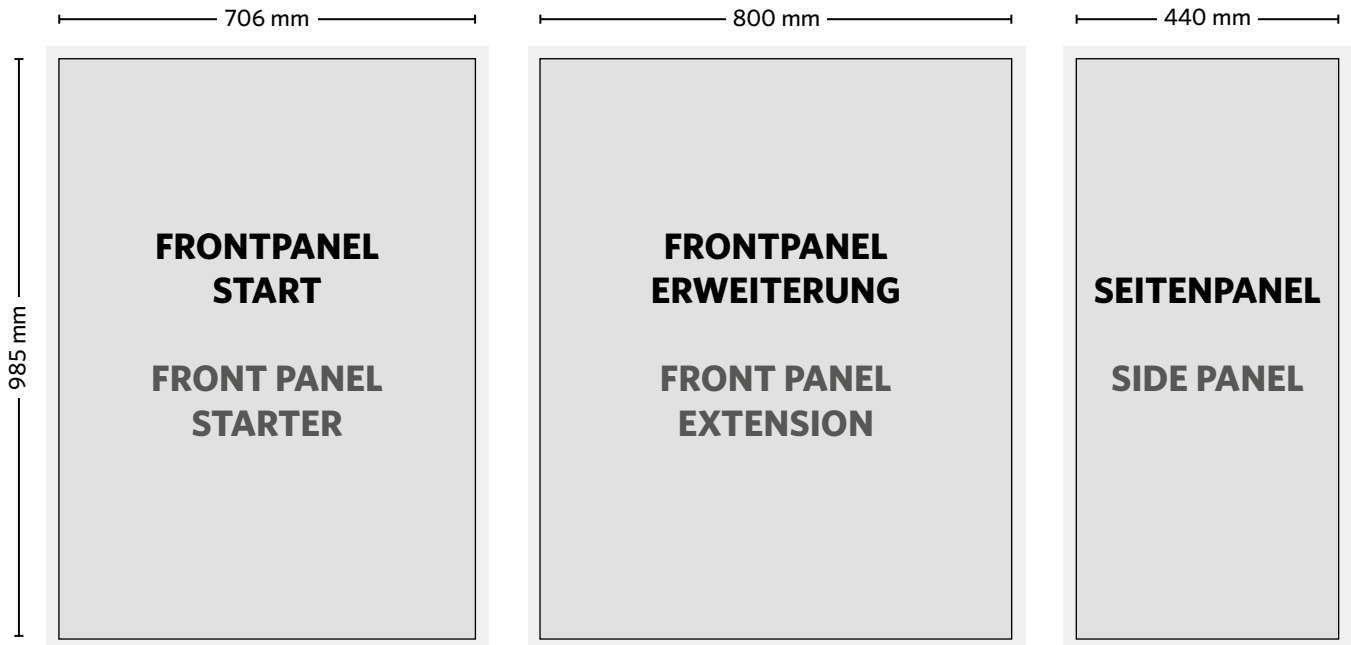 706 mm
800 mm
440 mm
985 mm
FRONTPANEL
START
FRONT PANEL
STARTER
FRONTPANEL
ERWEITERUNG
FRONT PANEL
EXTENSION
SEITENPANEL
SIDE PANEL